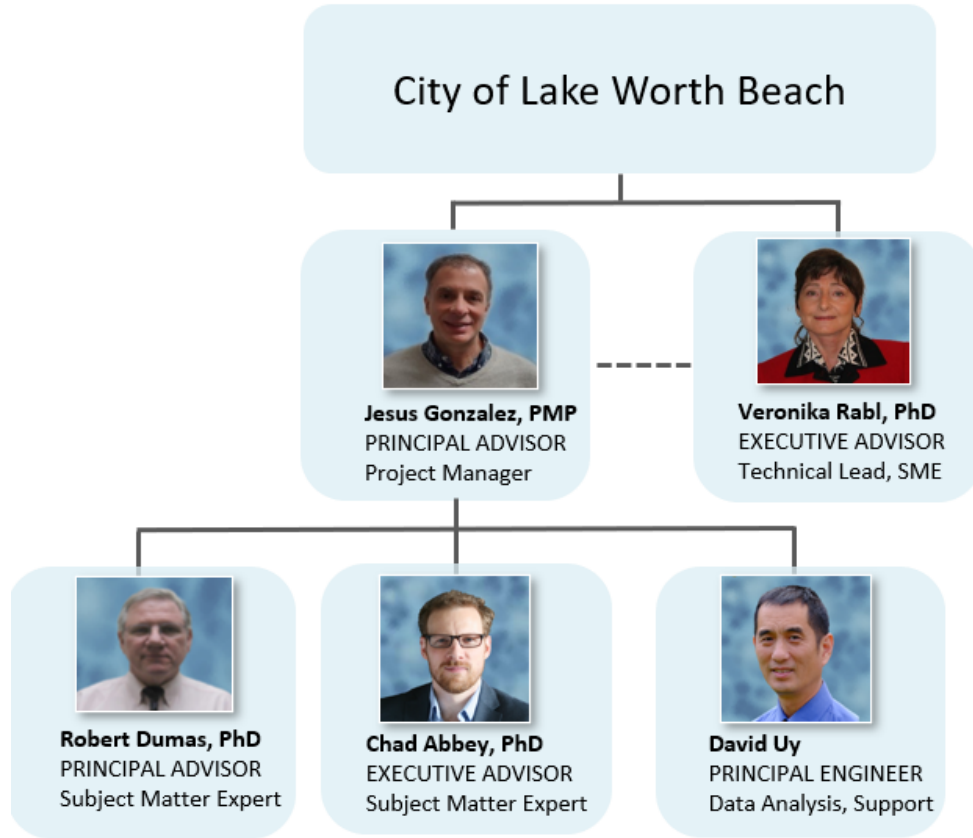 City of Lake Worth Beach
Jesus Gonzalez, PMP
PRINCIPAL ADVISOR
Project Manager
Veronika Rabl, PhD
EXECUTIVE ADVISOR
Technical Lead, SME
Robert Dumas, PhD
PRINCIPAL ADVISOR
Subject Matter Expert
Chad Abbey, PhD
EXECUTIVE ADVISOR
Subject Matter Expert
David Uy
PRINCIPAL ENGINEER
Data Analysis, Support